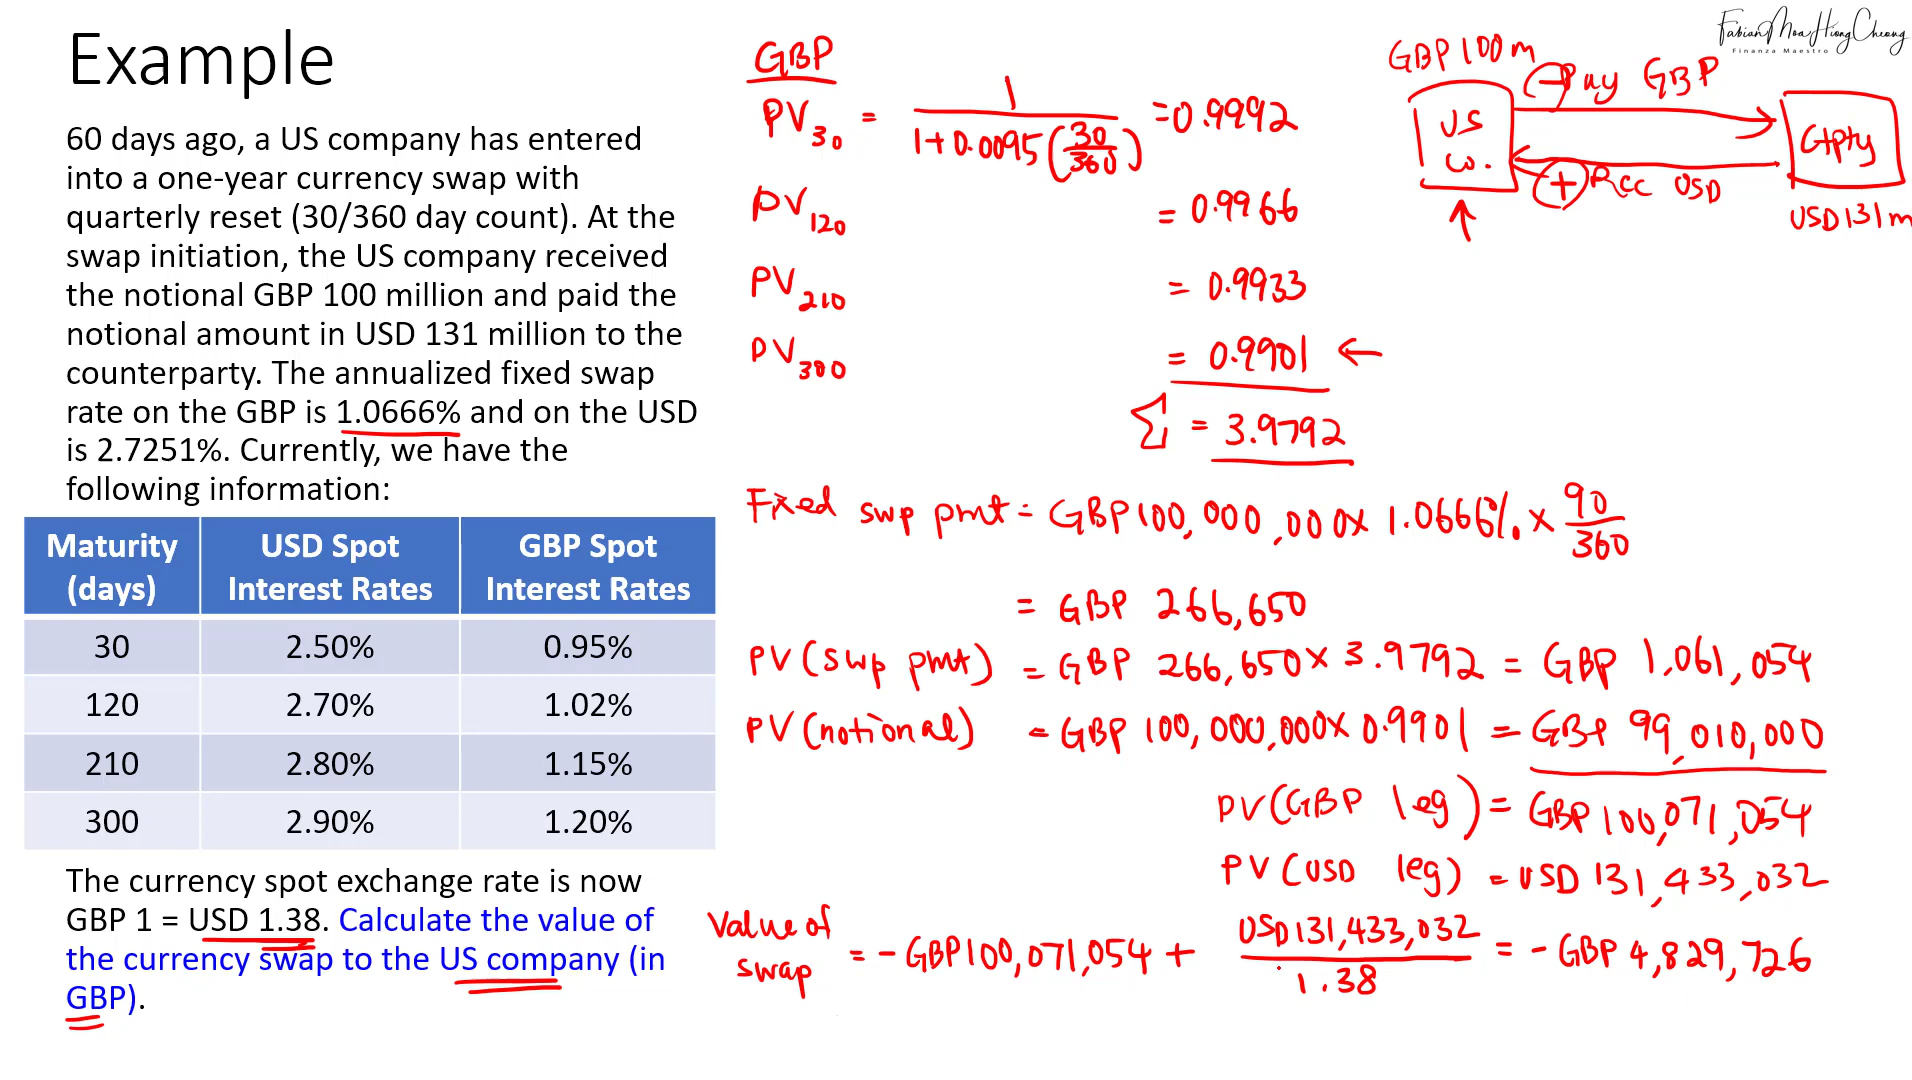 Example
60 days ago, a US company has entered
into a one-year currency swap with
quarterly reset (30/360 day count). At the
swap initiation, the US company received
the notional GBP 100 million and paid the
notional amount in USD 131 million to the
counterparty. The annualized fixed swap
rate on the GBP is 1.0666% and on the USD
is 2.7251%. Currently, we have the
following information:
Maturity (days) USD Spot Interest Rates GBP Spot Interest Rates
30 2.50% 0.95%
120 2.70% 1.02%
210 2.80% 1.15%
300 2.90% 1.20%
The currency spot exchange rate is now
GBP 1 = USD 1.38. Calculate the value of
the currency swap to the US company (in
GBP).
GBP
PV30 = 1 / 1+0.0095(30/360) = 0.9992
PV120 = 0.9966
PV210 = 0.9933
PV300 = 0.9901 ←
Σ = 3.9792
Fabian Moa Hiong Cheong
Finanza Maestro
GBP 100m
(-) Pay GBP
US Co.
Ctpty
(+) Rec USD
USD 131m
Fixed swp pmt = GBP 100,000,000 × 1.0666% × 90/360
= GBP 266,650
PV(swp pmt) = GBP 266,650 × 3.9792 = GBP 1,061,054
PV(notional) = GBP 100,000,000 × 0.9901 = GBP 99,010,000
PV(GBP leg) = GBP 100,071,054
PV(USD leg) = USD 131,433,032
Value of swap = - GBP 100,071,054 + USD 131,433,032 / 1.38 = - GBP 4,829,726